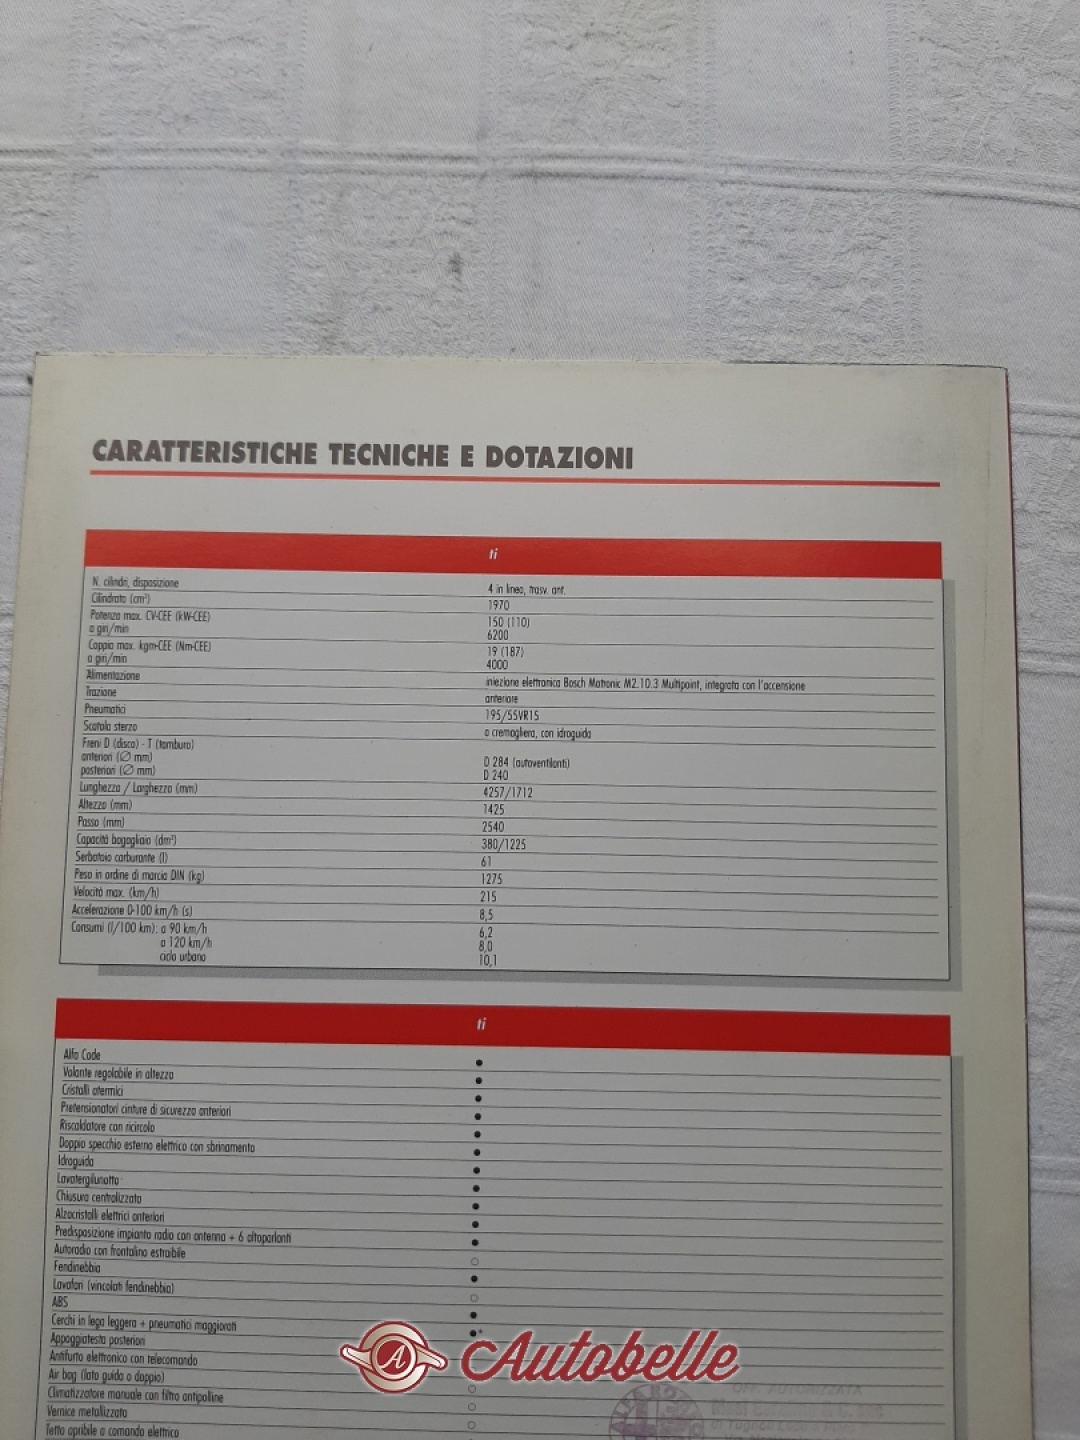 CARATTERISTICHE TECNICHE E DOTAZIONI
ti
N. cilindri, disposizione 4 in linea, trasv. ant.
Cilindrata (cm³) 1970
Potenza max. CV-CEE (kW-CEE) 150 (110)
a giri/min 6200
Coppia max. kgm-CEE (Nm-CEE) 19 (187)
a giri/min 4000
Alimentazione iniezione elettronica Bosch Motronic M2.10.3 Multipoint, integrata con l'accensione
Trazione anteriore
Pneumatici 195/55VR15
Scatola sterzo a cremagliera, con idroguida
Freni D (disco) - T (tamburo)
anteriori (∅ mm) D 284 (autoventilanti)
posteriori (∅ mm) D 240
Lunghezza / Larghezza (mm) 4257/1712
Altezza (mm) 1425
Passo (mm) 2540
Capacità bagagliaio (dm³) 380/1225
Serbatoio carburante (l) 61
Peso in ordine di marcia DIN (kg) 1275
Velocità max. (km/h) 215
Accelerazione 0-100 km/h (s) 8,5
Consumi (l/100 km): a 90 km/h 6,2
a 120 km/h 8,0
ciclo urbano 10,1
ti
Alfa Code ●
Volante regolabile in altezza ●
Cristalli atermici ●
Pretensionatori cinture di sicurezza anteriori ●
Riscaldatore con ricircolo ●
Doppio specchio esterno elettrico con sbrinamento ●
Idroguida ●
Lavatergilunotto ●
Chiusura centralizzata ●
Alzacristalli elettrici anteriori ●
Predisposizione impianto radio con antenna + 6 altoparlanti ●
Autoradio con frontalino estraibile ○
Fendinebbia ●
Lavafari (vincolati fendinebbia) ○
ABS ●
Cerchi in lega leggera + pneumatici maggiorati ●*
Appoggiatesta posteriori
Antifurto elettronico con telecomando
Air bag (lato guida o doppio) ○
Climatizzatore manuale con filtro antipolline ○
Vernice metallizzata ○
Tetto apribile a comando elettrico
A Autobelle
OFF. AUTORIZZATA